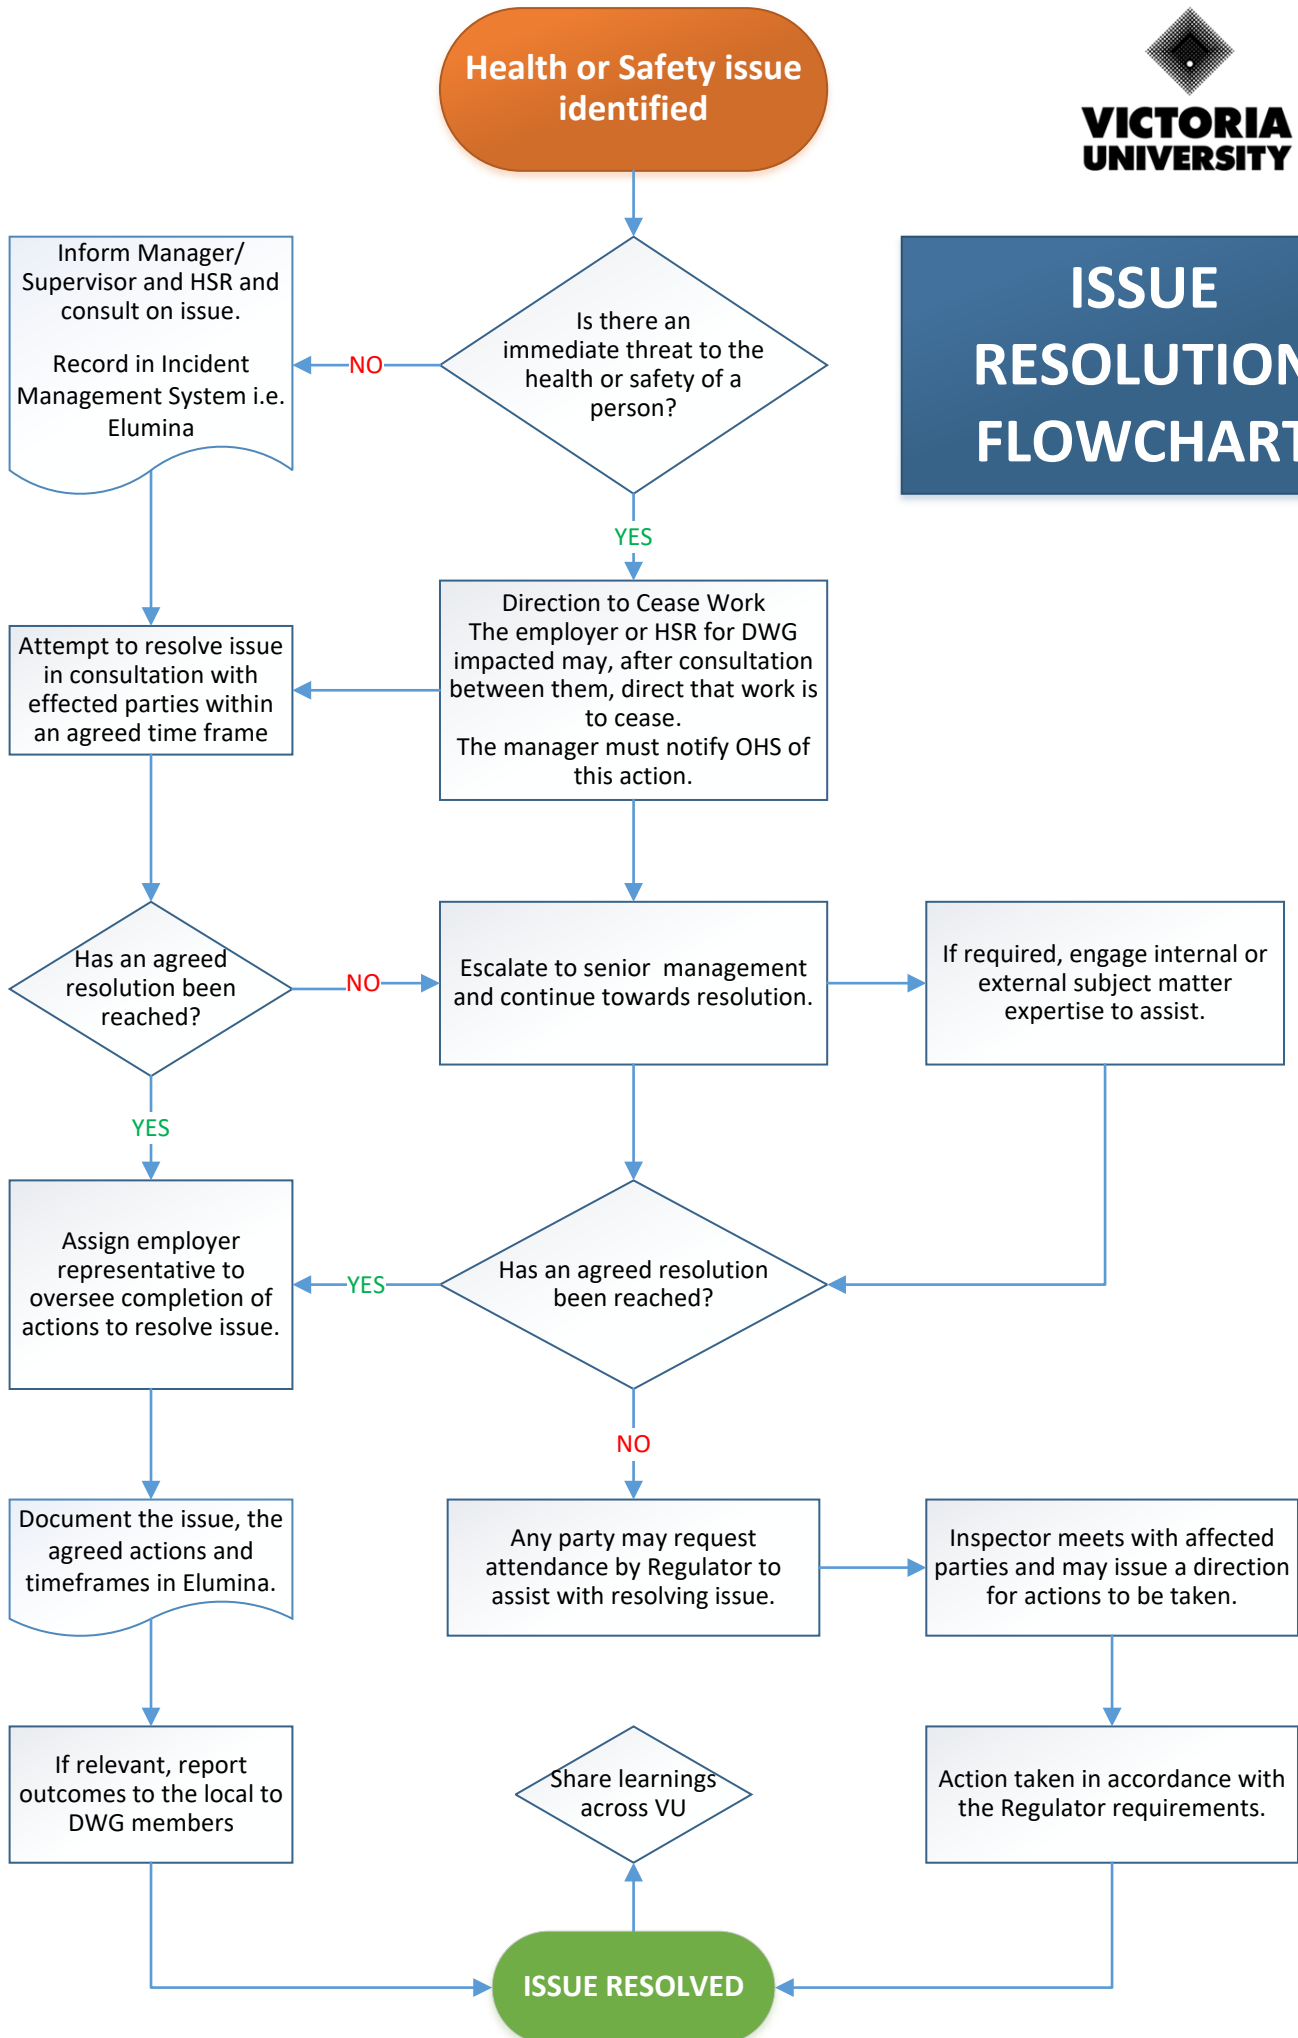 Health or Safety issue
identified
VICTORIA
UNIVERSITY
ISSUE
RESOLUTION
FLOWCHART
Inform Manager/
Supervisor and HSR and
consult on issue.
Record in Incident
Management System i.e.
Elumina
NO
Is there an
immediate threat to the
health or safety of a
person?
YES
Attempt to resolve issue
in consultation with
effected parties within
an agreed time frame
Direction to Cease Work
The employer or HSR for DWG
impacted may, after consultation
between them, direct that work is
to cease.
The manager must notify OHS of
this action.
Has an agreed
resolution been
reached?
NO
Escalate to senior management
and continue towards resolution.
If required, engage internal or
external subject matter
expertise to assist.
YES
Assign employer
representative to
oversee completion of
actions to resolve issue.
YES
Has an agreed resolution
been reached?
NO
Document the issue, the
agreed actions and
timeframes in Elumina.
Any party may request
attendance by Regulator to
assist with resolving issue.
Inspector meets with affected
parties and may issue a direction
for actions to be taken.
If relevant, report
outcomes to the local to
DWG members
Share learnings
across VU
Action taken in accordance with
the Regulator requirements.
ISSUE RESOLVED